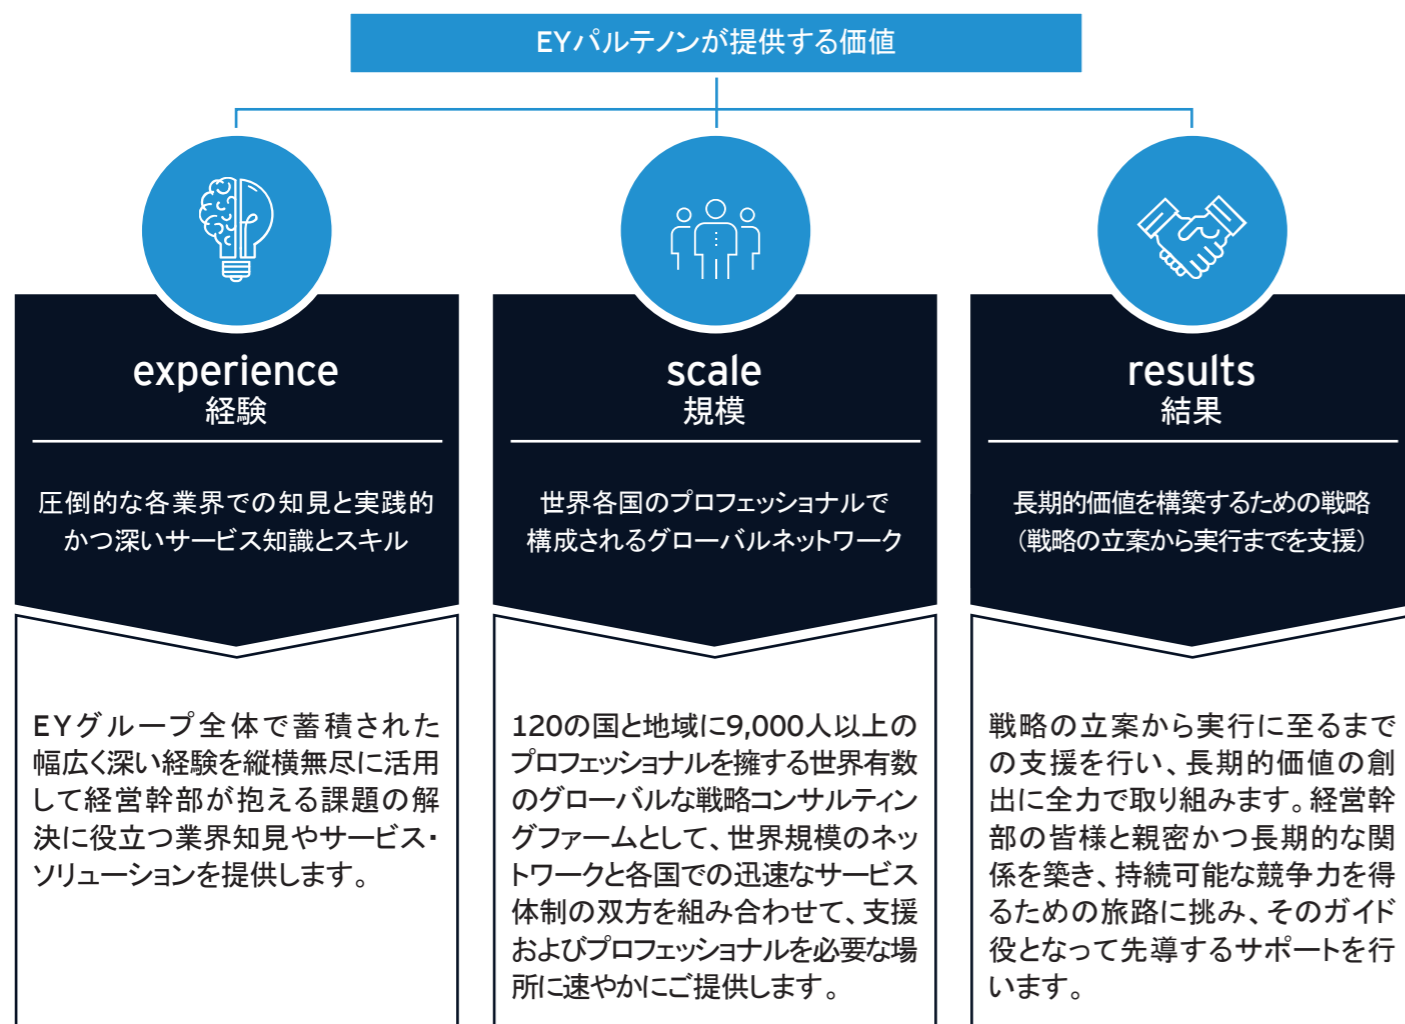 EYパルテノンが提供する価値
experience
経験
圧倒的な各業界での知見と実践的
かつ深いサービス知識とスキル
EYグループ全体で蓄積された
幅広く深い経験を縦横無尽に活用
して経営幹部が抱える課題の解
決に役立つ業界知見やサービス・
ソリューションを提供します。
scale
規模
世界各国のプロフェッショナルで
構成されるグローバルネットワーク
120の国と地域に9,000人以上の
プロフェッショナルを擁する世界有数
のグローバルな戦略コンサルティン
グファームとして、世界規模のネッ
トワークと各国での迅速なサービス
体制の双方を組み合わせて、支援
およびプロフェッショナルを必要な場
所に速やかにご提供します。
results
結果
長期的価値を構築するための戦略
（戦略の立案から実行までを支援）
戦略の立案から実行に至るまで
の支援を行い、長期的価値の創
出に全力で取り組みます。経営幹
部の皆様と親密かつ長期的な関
係を築き、持続可能な競争力を得
るための旅路に挑み、そのガイド
役となって先導するサポートを行
います。